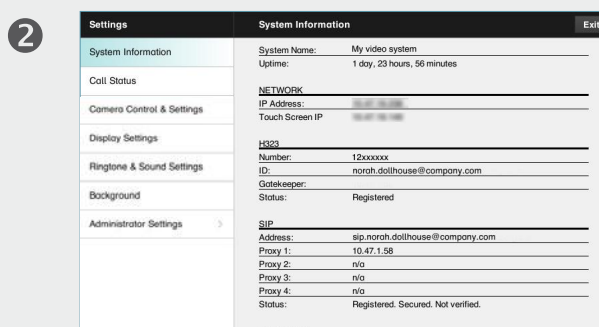 2
Settings
System Information
Exit
System Information
Call Status
Camera Control & Settings
Display Settings
Ringtone & Sound Settings
Background
Administrator Settings
System Name: My video system
Uptime: 1 day, 23 hours, 56 minutes
NETWORK
IP Address:
Touch Screen IP
H323
Number: 12xxxxxx
ID: norah.dollhouse@company.com
Gatekeeper:
Status: Registered
SIP
Address: sip.norah.dollhouse@company.com
Proxy 1: 10.47.1.58
Proxy 2: n/a
Proxy 3: n/a
Proxy 4: n/a
Status: Registered. Secured. Not verified.